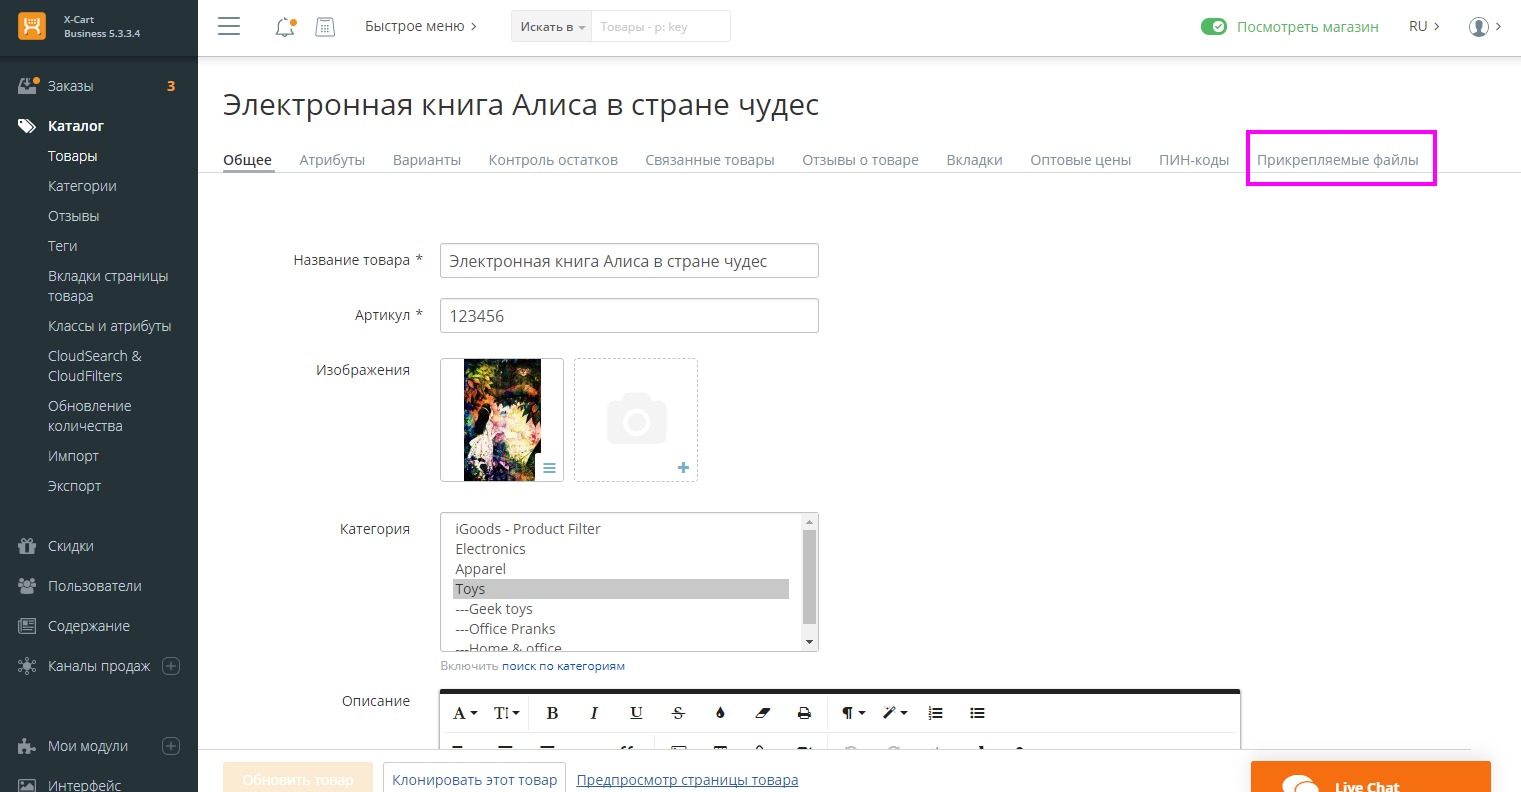 X-Cart
Business 5.3.3.4
Быстрое меню
Искать в
Товары - p: key
Посмотреть магазин
RU
Заказы
3
Каталог
Товары
Категории
Отзывы
Теги
Вкладки страницы
товара
Классы и атрибуты
CloudSearch &
CloudFilters
Обновление
количества
Импорт
Экспорт
Скидки
Пользователи
Содержание
Каналы продаж
Мои модули
Интерфейс
Электронная книга Алиса в стране чудес
Общее Атрибуты Варианты Контроль остатков Связанные товары Отзывы о товаре Вкладки Оптовые цены ПИН-коды Прикрепляемые файлы
Название товара * Электронная книга Алиса в стране чудес
Артикул * 123456
Изображения
Категория
iGoods - Product Filter
Electronics
Apparel
Toys
---Geek toys
---Office Pranks
---Home & office
Включить поиск по категориям
Описание
Обновить товар Клонировать этот товар Предпросмотр страницы товара
Live Chat